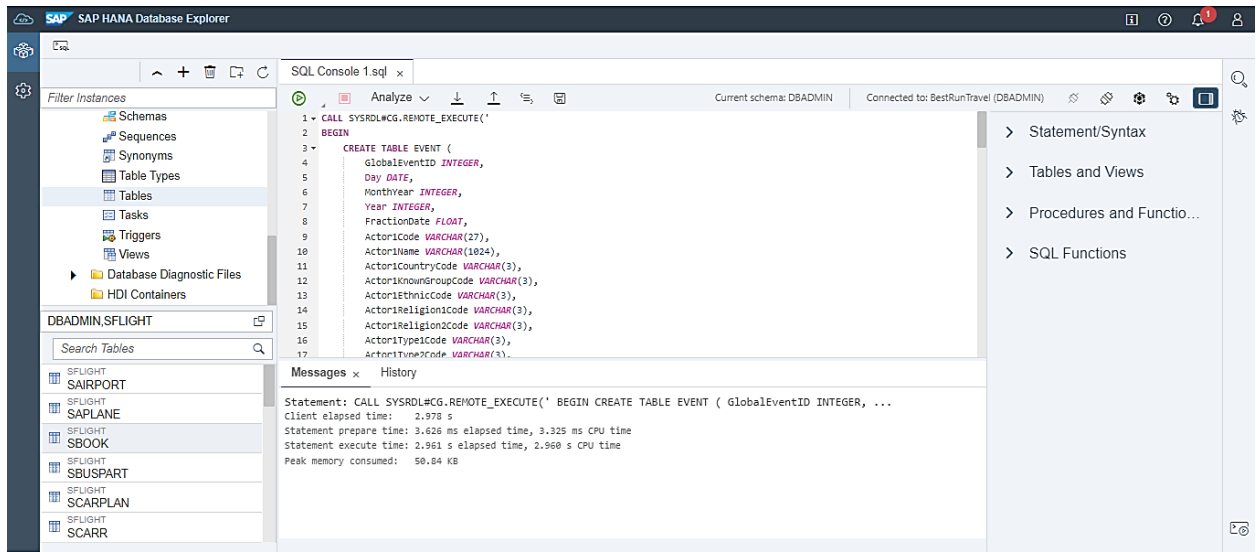 SAP SAP HANA Database Explorer
1
SQL Console 1.sql
Filter Instances
Analyze
Current schema: DBADMIN
Connected to: BestRunTravel (DBADMIN)
Schemas
Sequences
Synonyms
Table Types
Tables
Tasks
Triggers
Views
Database Diagnostic Files
HDI Containers
DBADMIN,SFLIGHT
Search Tables
SFLIGHT
SAIRPORT
SFLIGHT
SAPLANE
SFLIGHT
SBOOK
SFLIGHT
SBUSPART
SFLIGHT
SCARPLAN
SFLIGHT
SCARR
1 CALL SYSRDL#CG.REMOTE_EXECUTE('
2 BEGIN
3 CREATE TABLE EVENT (
4 GlobalEventID INTEGER,
5 Day DATE,
6 MonthYear INTEGER,
7 Year INTEGER,
8 FractionDate FLOAT,
9 Actor1Code VARCHAR(27),
10 Actor1Name VARCHAR(1024),
11 Actor1CountryCode VARCHAR(3),
12 Actor1KnownGroupCode VARCHAR(3),
13 Actor1EthnicCode VARCHAR(3),
14 Actor1Religion1Code VARCHAR(3),
15 Actor1Religion2Code VARCHAR(3),
16 Actor1Type1Code VARCHAR(3),
17 Actor1Type2Code VARCHAR(3),
Messages
History
Statement: CALL SYSRDL#CG.REMOTE_EXECUTE(' BEGIN CREATE TABLE EVENT ( GlobalEventID INTEGER, ...
Client elapsed time: 2.978 s
Statement prepare time: 3.626 ms elapsed time, 3.325 ms CPU time
Statement execute time: 2.961 s elapsed time, 2.960 s CPU time
Peak memory consumed: 50.84 KB
Statement/Syntax
Tables and Views
Procedures and Functio...
SQL Functions